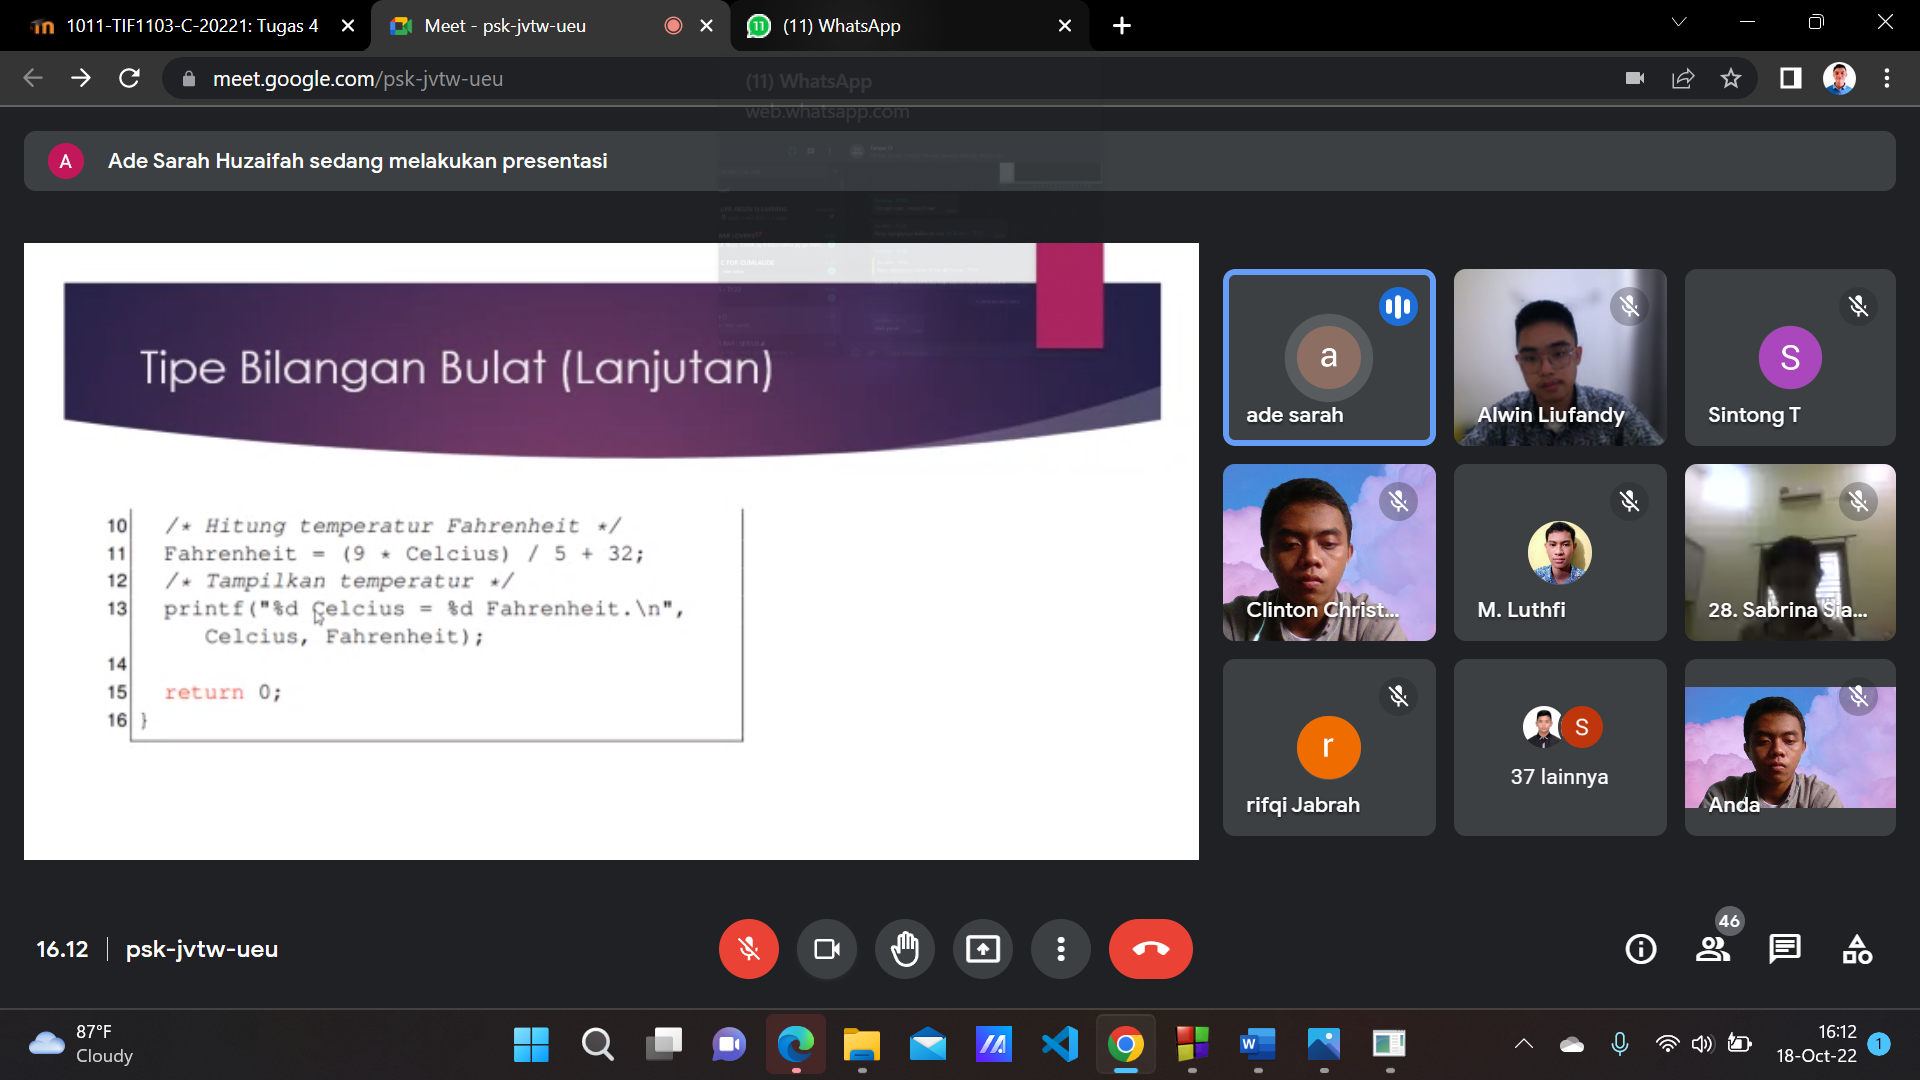 1011-TIF1103-C-20221: Tugas 4
Meet - psk-jvtw-ueu
11
(11) WhatsApp
meet.google.com/psk-jvtw-ueu
(11) WhatsApp
web.whatsapp.com
A
Ade Sarah Huzaifah sedang melakukan presentasi
Tipe Bilangan Bulat (Lanjutan)
10 /* Hitung temperatur Fahrenheit */
11 Fahrenheit = (9 * Celcius) / 5 + 32;
12 /* Tampilkan temperatur */
13 printf("%d Celcius = %d Fahrenheit.\n",
Celcius, Fahrenheit);
14
15 return 0;
16 }
a
ade sarah
Alwin Liufandy
S
Sintong T
Clinton Christ...
M. Luthfi
28. Sabrina Sia...
r
rifqi Jabrah
S
37 lainnya
Anda
16.12
psk-jvtw-ueu
46
87°F
Cloudy
16:12
18-Oct-22
1